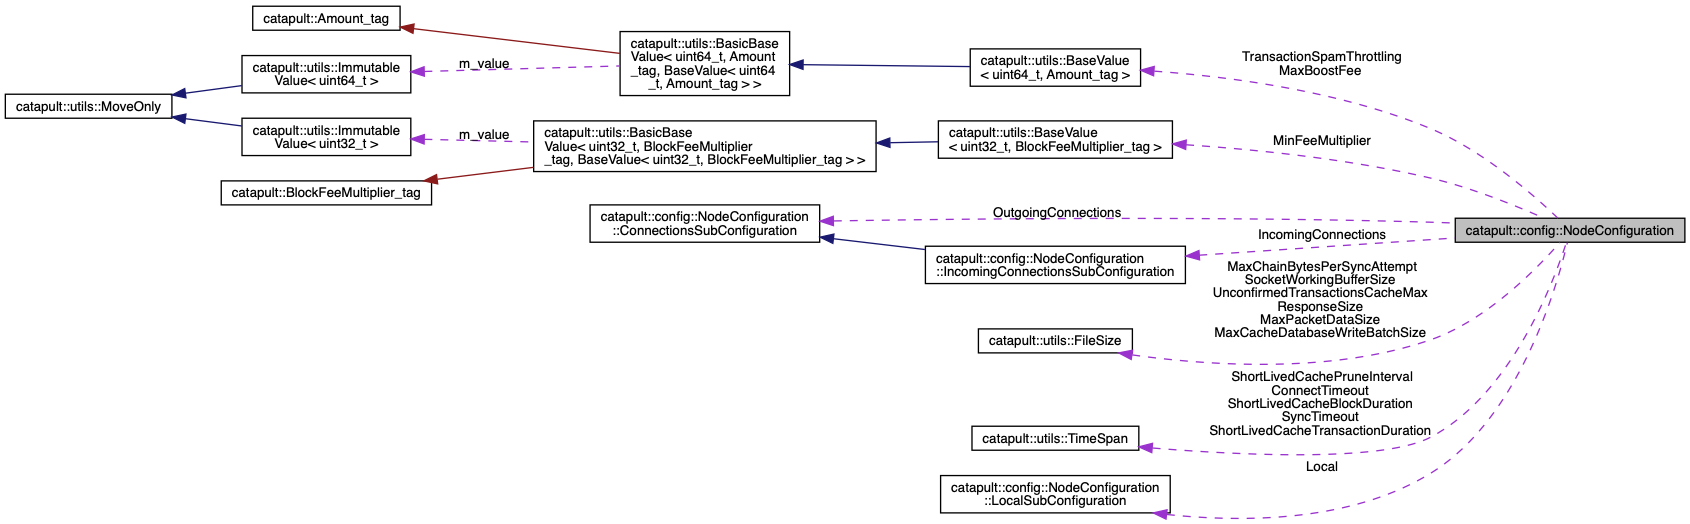 catapult::Amount_tag
catapult::utils::Immutable
Value< uint64_t >
catapult::utils::MoveOnly
catapult::utils::Immutable
Value< uint32_t >
catapult::BlockFeeMultiplier_tag
m_value
m_value
catapult::utils::BasicBase
Value< uint64_t, Amount
_tag, BaseValue< uint64
_t, Amount_tag > >
catapult::utils::BasicBase
Value< uint32_t, BlockFeeMultiplier
_tag, BaseValue< uint32_t, BlockFeeMultiplier_tag > >
catapult::config::NodeConfiguration
::ConnectionsSubConfiguration
catapult::utils::BaseValue
< uint64_t, Amount_tag >
catapult::utils::BaseValue
< uint32_t, BlockFeeMultiplier_tag >
OutgoingConnections
catapult::config::NodeConfiguration
::IncomingConnectionsSubConfiguration
catapult::utils::FileSize
catapult::utils::TimeSpan
catapult::config::NodeConfiguration
::LocalSubConfiguration
TransactionSpamThrottling
MaxBoostFee
MinFeeMultiplier
IncomingConnections
MaxChainBytesPerSyncAttempt
SocketWorkingBufferSize
UnconfirmedTransactionsCacheMax
ResponseSize
MaxPacketDataSize
MaxCacheDatabaseWriteBatchSize
ShortLivedCachePruneInterval
ConnectTimeout
ShortLivedCacheBlockDuration
SyncTimeout
ShortLivedCacheTransactionDuration
Local
catapult::config::NodeConfiguration